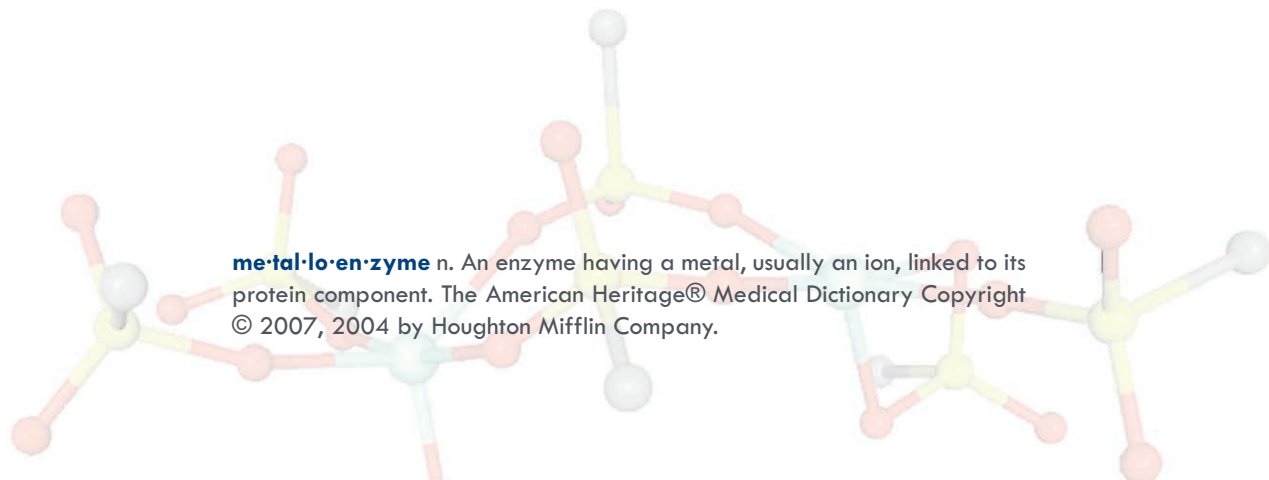 me·tal·lo·en·zyme n. An enzyme having a metal, usually an ion, linked to its
protein component. The American Heritage® Medical Dictionary Copyright
© 2007, 2004 by Houghton Mifflin Company.